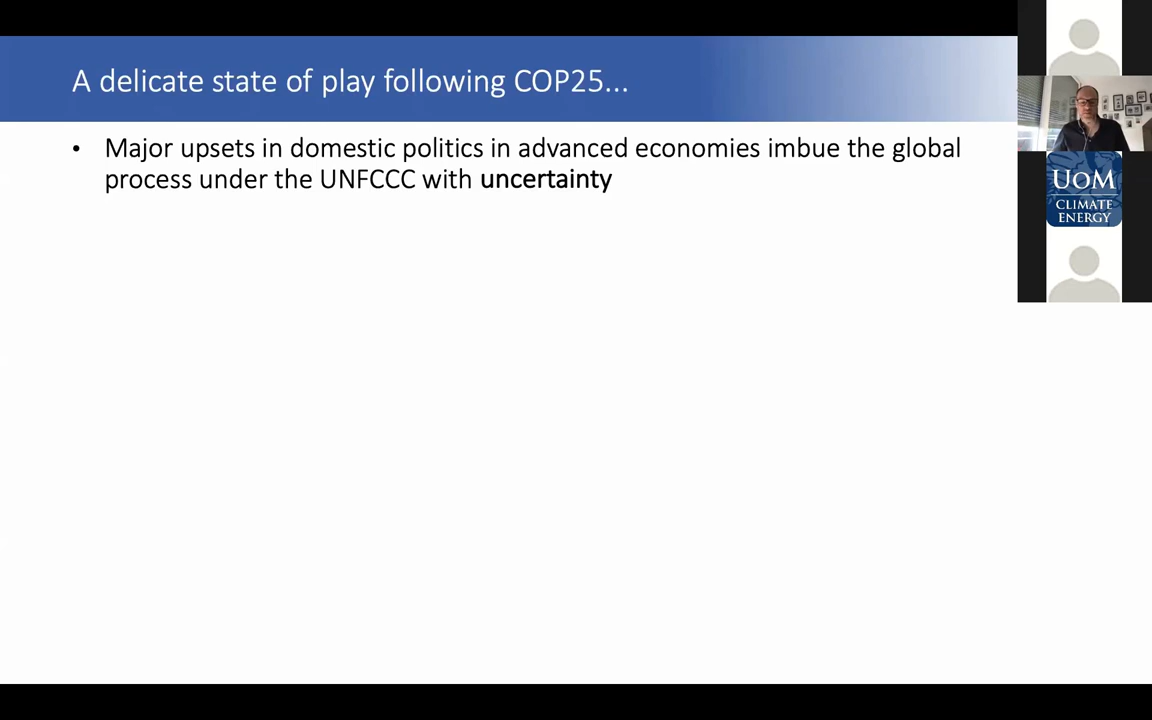 A delicate state of play following COP25...
• Major upsets in domestic politics in advanced economies imbue the global
process under the UNFCCC with uncertainty
UOM
CLIMATE
ENERGY